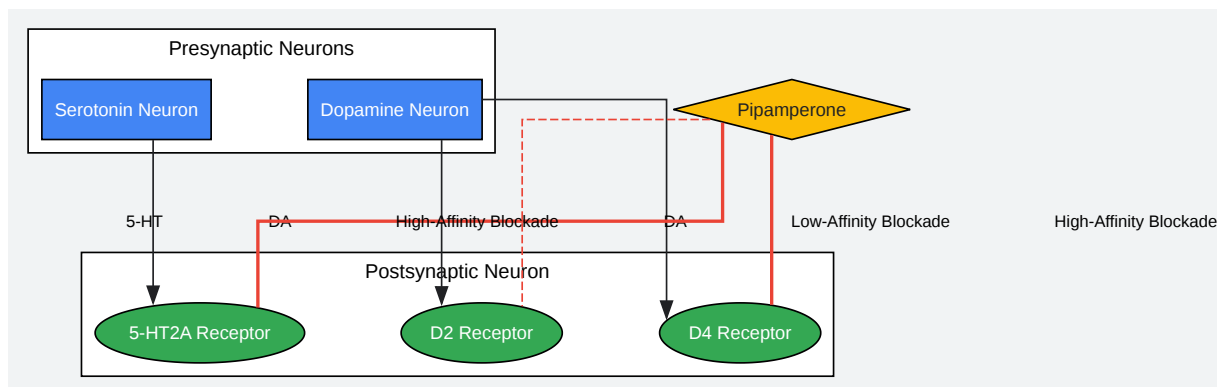 Presynaptic Neurons
Serotonin Neuron
Dopamine Neuron
Pipamperone
5-HT
DA
High-Affinity Blockade
DA
Low-Affinity Blockade
High-Affinity Blockade
Postsynaptic Neuron
5-HT2A Receptor
D2 Receptor
D4 Receptor